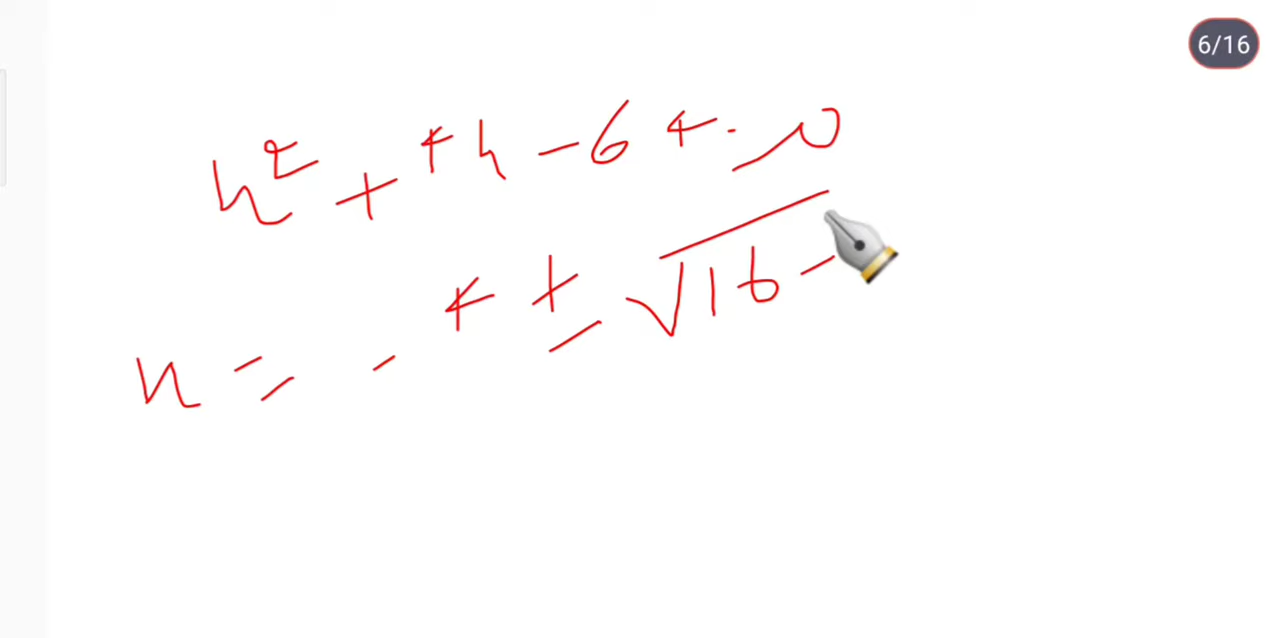 6/16
n² + 4n - 64 = 0
n = - 4 ± √16 -